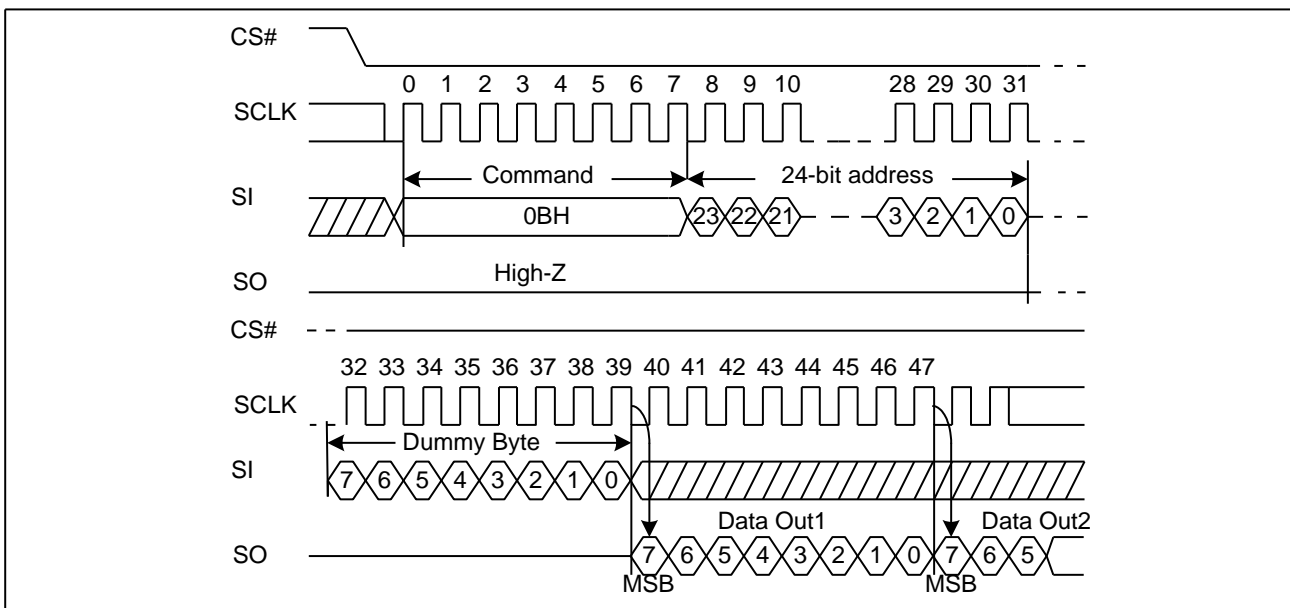 CS#
0 1 2 3 4 5 6 7 8 9 10 28 29 30 31
SCLK
Command 24-bit address
SI
0BH 23 22 21 3 2 1 0
High-Z
SO
CS#
32 33 34 35 36 37 38 39 40 41 42 43 44 45 46 47
SCLK
Dummy Byte
SI
7 6 5 4 3 2 1 0
Data Out1 Data Out2
SO
7 6 5 4 3 2 1 0 7 6 5
MSB MSB